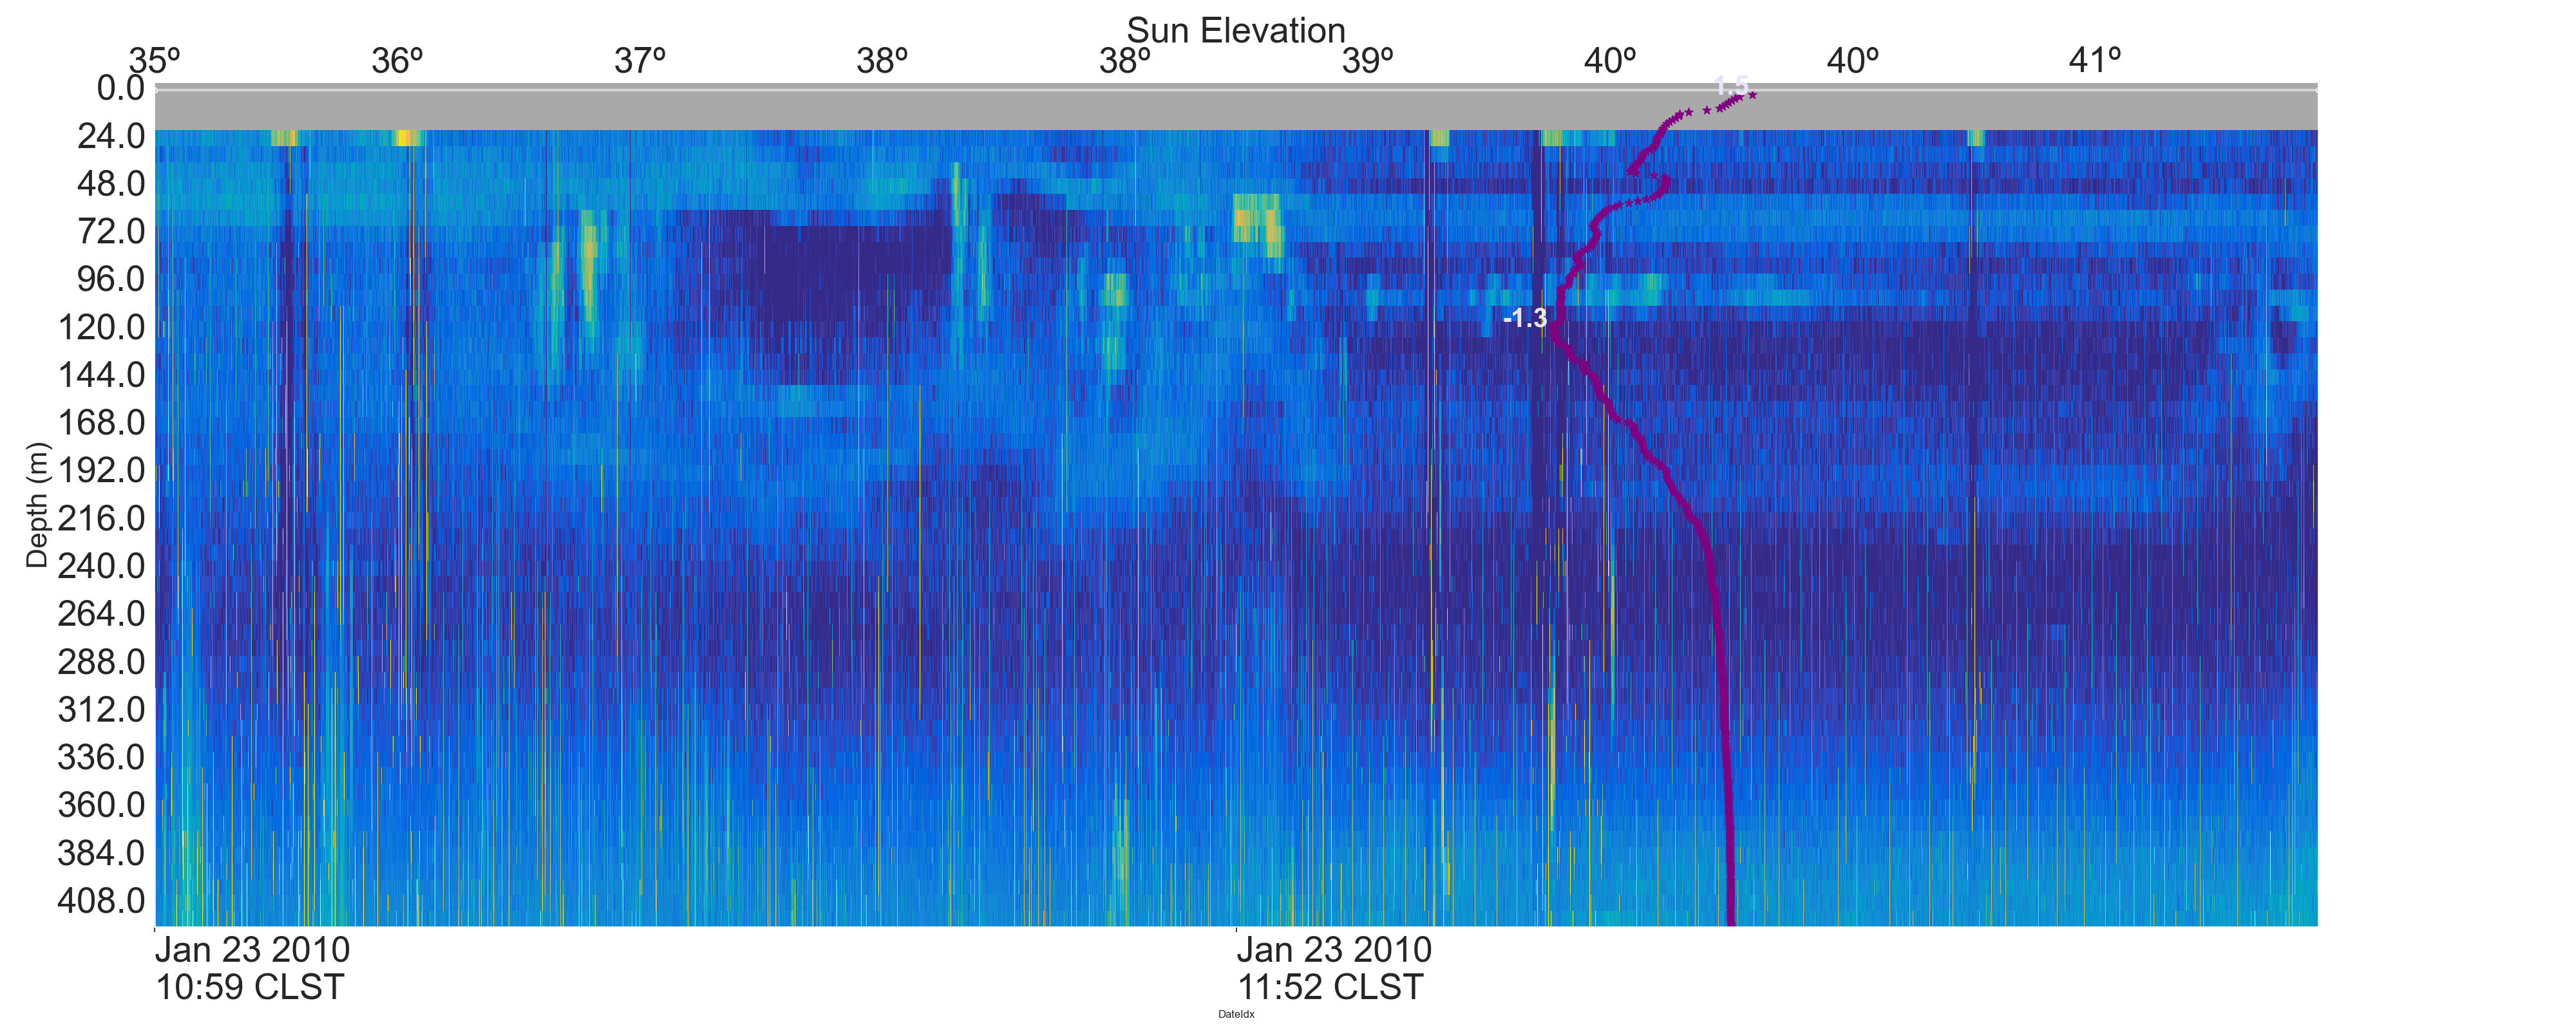 Sun Elevation
35º 36º 37º 38º 38º 39º 40º 40º 41º
0.0
1.5
24.0
48.0
72.0
96.0
120.0
-1.3
144.0
168.0
192.0
216.0
240.0
264.0
288.0
312.0
336.0
360.0
384.0
408.0
Depth (m)
Jan 23 2010
10:59 CLST
Jan 23 2010
11:52 CLST
DateIdx